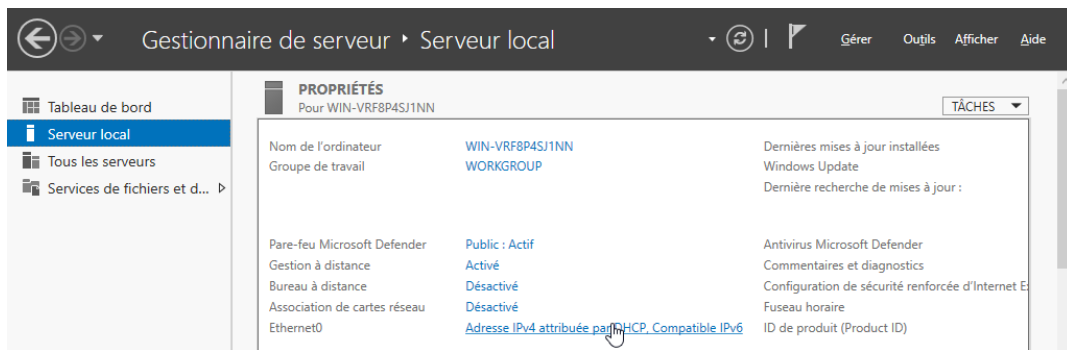 Gestionnaire de serveur ‣ Serveur local
Gérer Outils Afficher Aide
Tableau de bord
Serveur local
Tous les serveurs
Services de fichiers et d...
PROPRIÉTÉS
Pour WIN-VRF8P4SJ1NN
TÂCHES
Nom de l'ordinateur WIN-VRF8P4SJ1NN Dernières mises à jour installées
Groupe de travail WORKGROUP Windows Update
Dernière recherche de mises à jour :
Pare-feu Microsoft Defender Public : Actif Antivirus Microsoft Defender
Gestion à distance Activé Commentaires et diagnostics
Bureau à distance Désactivé Configuration de sécurité renforcée d'Internet E
Association de cartes réseau Désactivé Fuseau horaire
Ethernet0 Adresse IPv4 attribuée par DHCP, Compatible IPv6 ID de produit (Product ID)